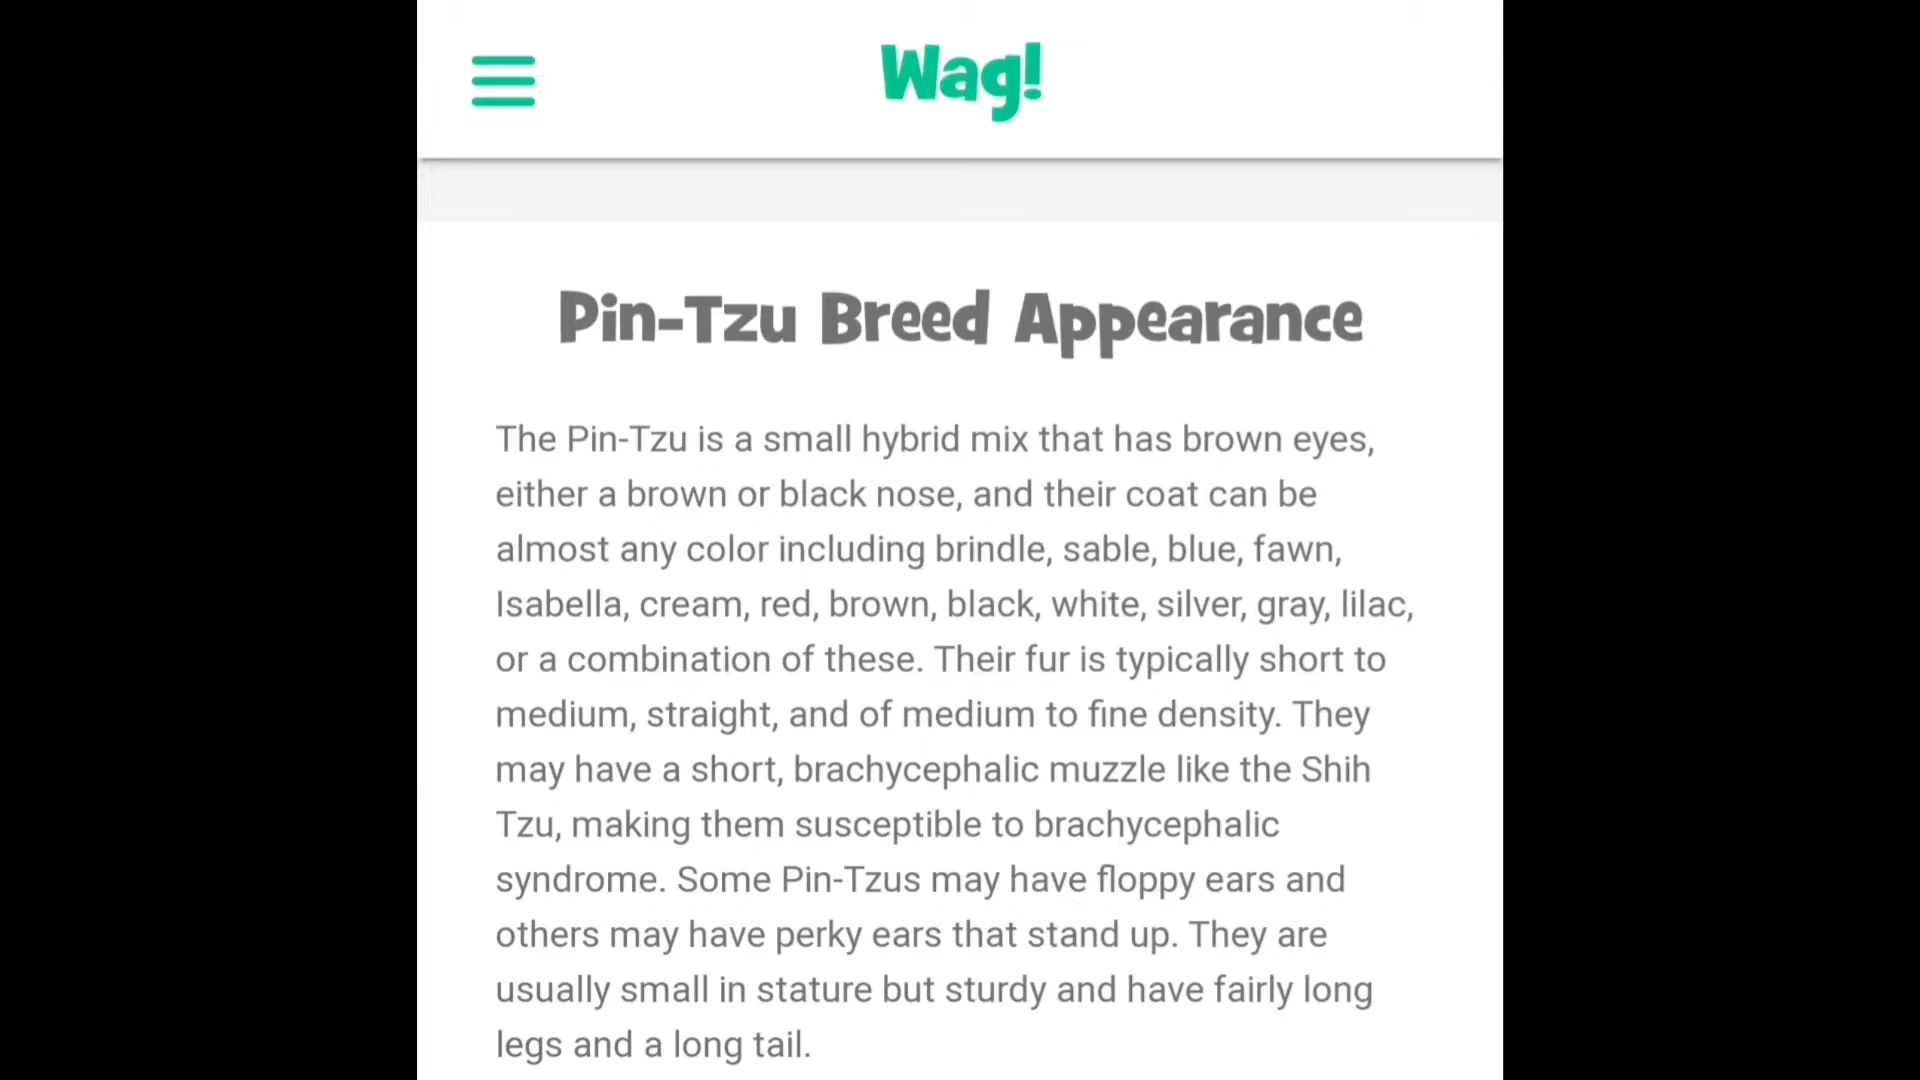 Wag!
Pin-Tzu Breed Appearance
The Pin-Tzu is a small hybrid mix that has brown eyes,
either a brown or black nose, and their coat can be
almost any color including brindle, sable, blue, fawn,
Isabella, cream, red, brown, black, white, silver, gray, lilac,
or a combination of these. Their fur is typically short to
medium, straight, and of medium to fine density. They
may have a short, brachycephalic muzzle like the Shih
Tzu, making them susceptible to brachycephalic
syndrome. Some Pin-Tzus may have floppy ears and
others may have perky ears that stand up. They are
usually small in stature but sturdy and have fairly long
legs and a long tail.